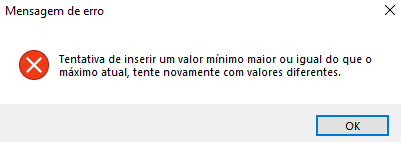 Mensagem de erro
Tentativa de inserir um valor mínimo maior ou igual do que o
máximo atual, tente novamente com valores diferentes.
OK